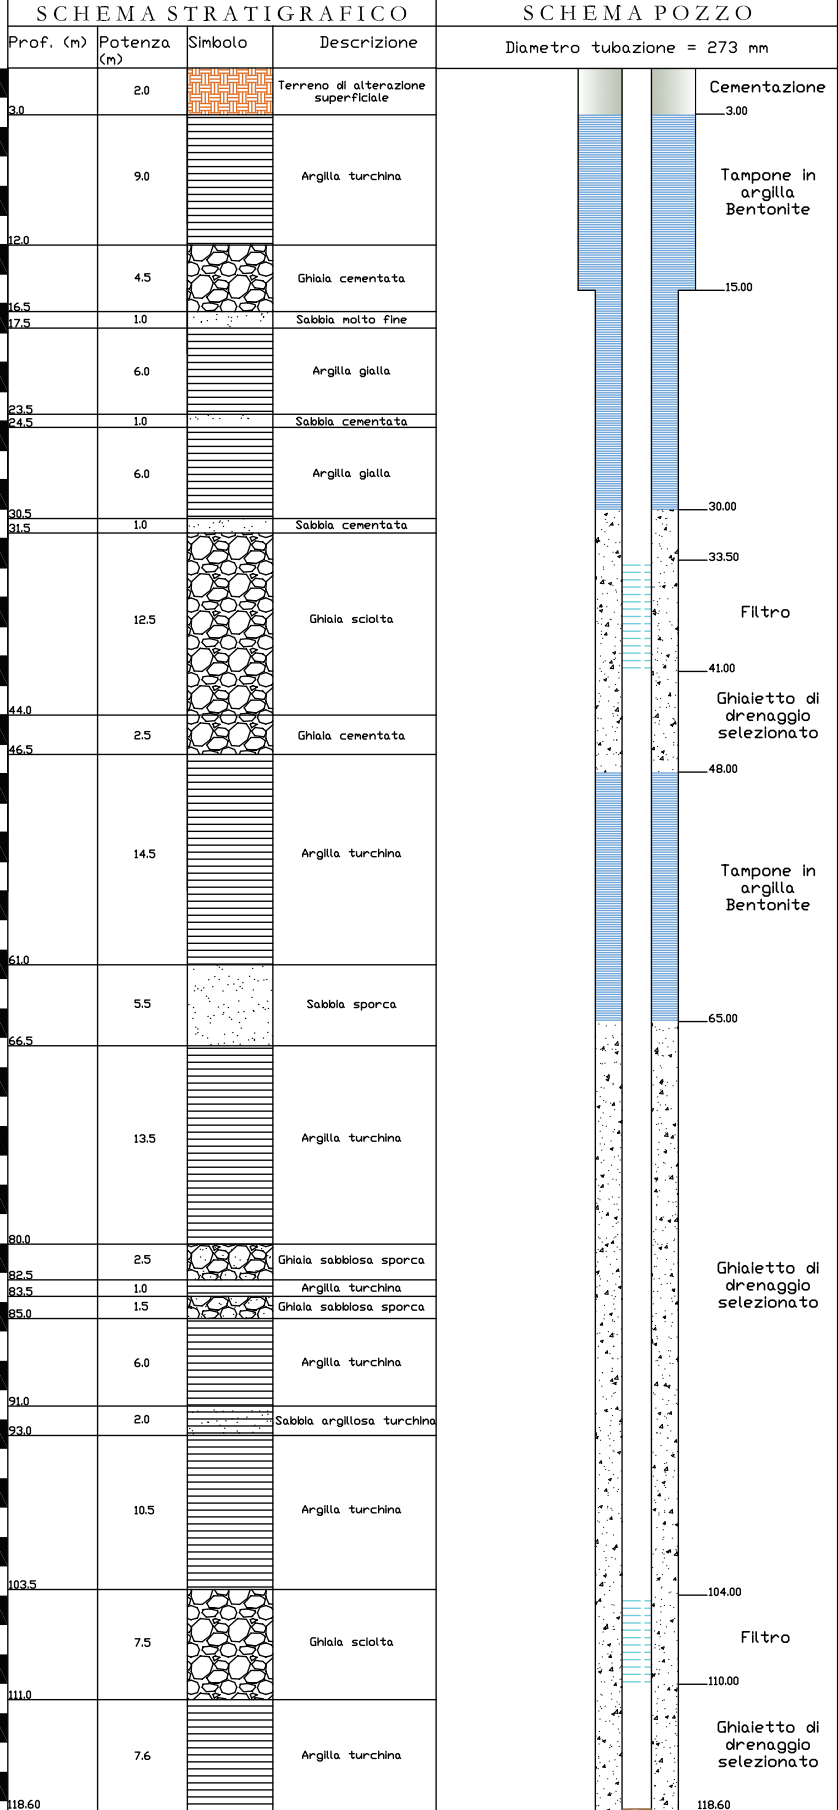 SCHEMA STRATIGRAFICO
Prof. (m) Potenza (m) Simbolo Descrizione
2.0 Terreno di alterazione
superficiale
3.0
9.0 Argilla turchina
12.0
4.5 Ghiaia cementata
16.5
1.0 Sabbia molto fine
17.5
6.0 Argilla gialla
23.5
1.0 Sabbia cementata
24.5
6.0 Argilla gialla
30.5
1.0 Sabbia cementata
31.5
12.5 Ghiaia sciolta
44.0
2.5 Ghiaia cementata
46.5
14.5 Argilla turchina
61.0
5.5 Sabbia sporca
66.5
13.5 Argilla turchina
80.0
2.5 Ghiaia sabbiosa sporca
82.5
1.0 Argilla turchina
83.5
1.5 Ghiaia sabbiosa sporca
85.0
6.0 Argilla turchina
91.0
2.0 Sabbia argillosa turchina
93.0
10.5 Argilla turchina
103.5
7.5 Ghiaia sciolta
111.0
7.6 Argilla turchina
118.60
SCHEMA POZZO
Diametro tubazione = 273 mm
Cementazione
3.00
Tampone in
argilla
Bentonite
15.00
30.00
33.50
Filtro
41.00
Ghiaietto di
drenaggio
selezionato
48.00
Tampone in
argilla
Bentonite
65.00
Ghiaietto di
drenaggio
selezionato
104.00
Filtro
110.00
Ghiaietto di
drenaggio
selezionato
118.60